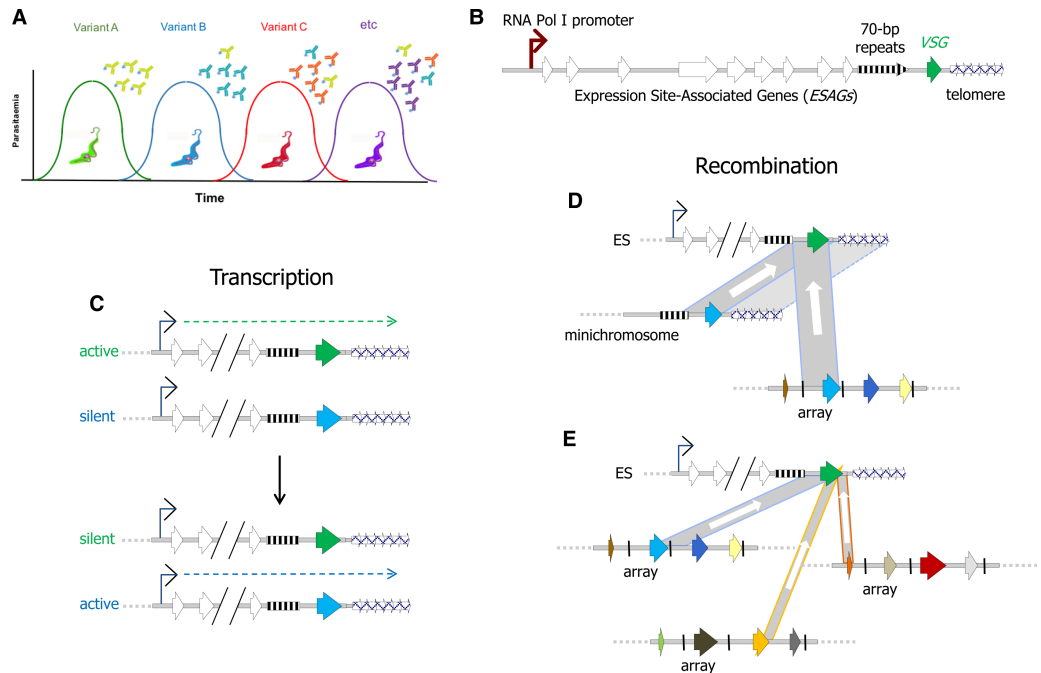 A
Variant A
Variant B
Variant C
etc
Parasitaemia
Time
B
RNA Pol I promoter
70-bp
repeats
VSG
Expression Site-Associated Genes (ESAGs)
telomere
Transcription
C
active
silent
silent
active
Recombination
D
ES
minichromosome
array
E
ES
array
array
array